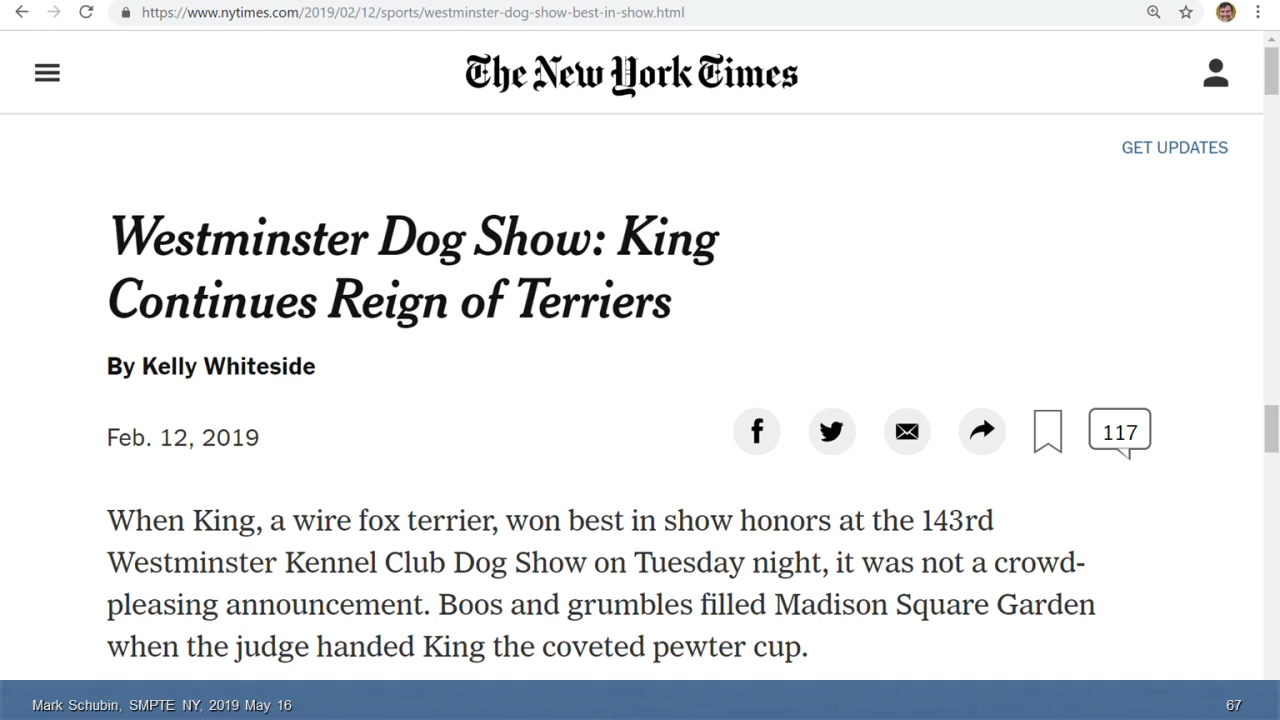 https://www.nytimes.com/2019/02/12/sports/westminster-dog-show-best-in-show.html
The New York Times
GET UPDATES
Westminster Dog Show: King
Continues Reign of Terriers
By Kelly Whiteside
Feb. 12, 2019
117
When King, a wire fox terrier, won best in show honors at the 143rd
Westminster Kennel Club Dog Show on Tuesday night, it was not a crowd-
pleasing announcement. Boos and grumbles filled Madison Square Garden
when the judge handed King the coveted pewter cup.
Mark Schubin, SMPTE NY, 2019 May 16
67